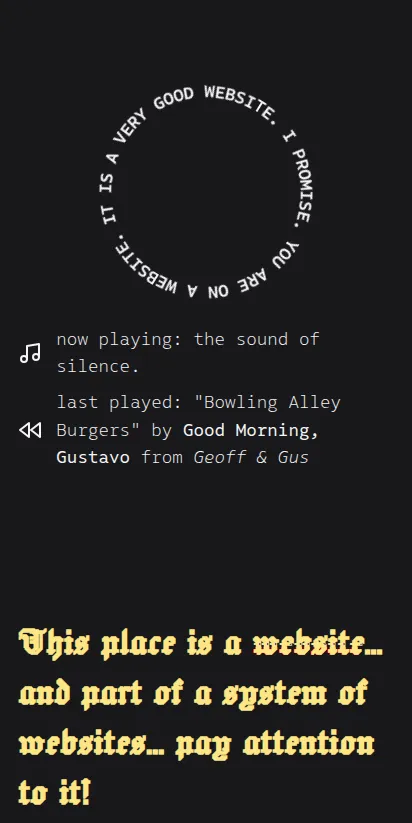 YOU ARE ON A WEBSITE. IT IS A VERY GOOD WEBSITE. I PROMISE.
now playing: the sound of
silence.
last played: "Bowling Alley
Burgers" by Good Morning,
Gustavo from Geoff & Gus
This place is a website...
and part of a system of
websites... pay attention
to it!